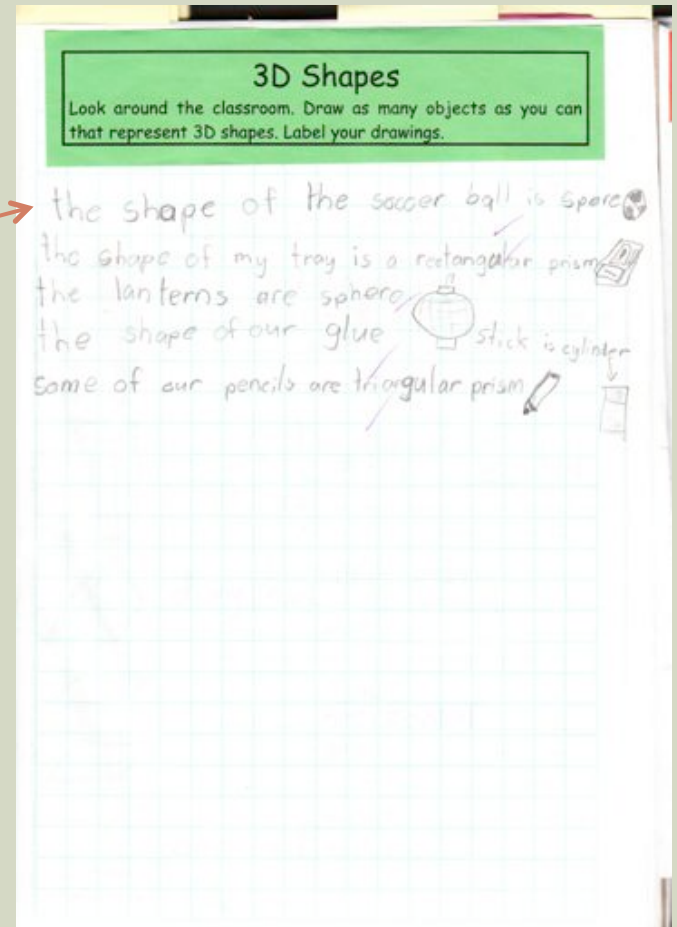 3D Shapes
Look around the classroom. Draw as many objects as you can
that represent 3D shapes. Label your drawings.
the shape of the soccer ball is spere
the shape of my tray is a rectangular prism
the lanterns are sphere
the shape of our glue stick is cylinder
some of our pencils are triangular prism